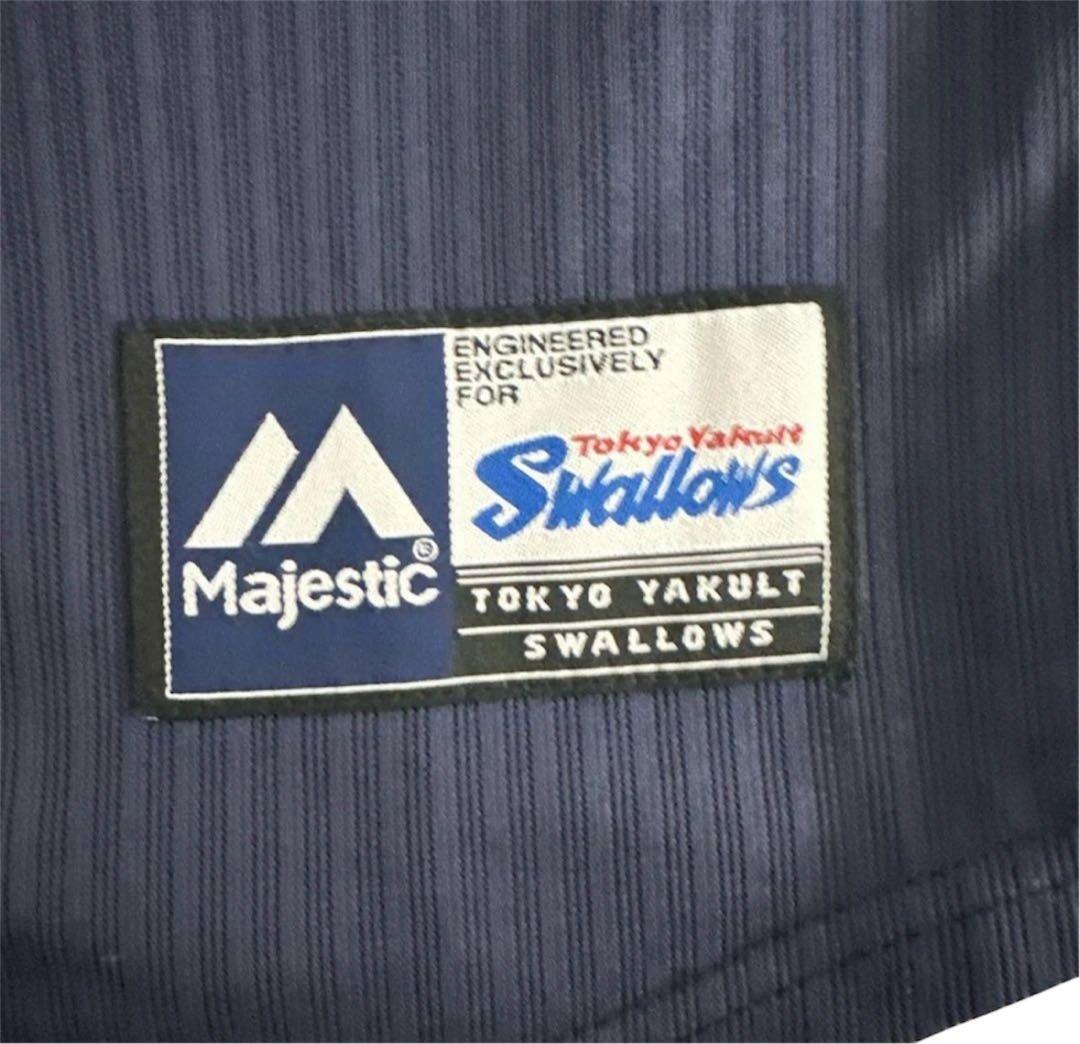 Majestic®
ENGINEERED
EXCLUSIVELY
FOR
Tokyo Yakult
Swallows
TOKYO YAKULT
SWALLOWS